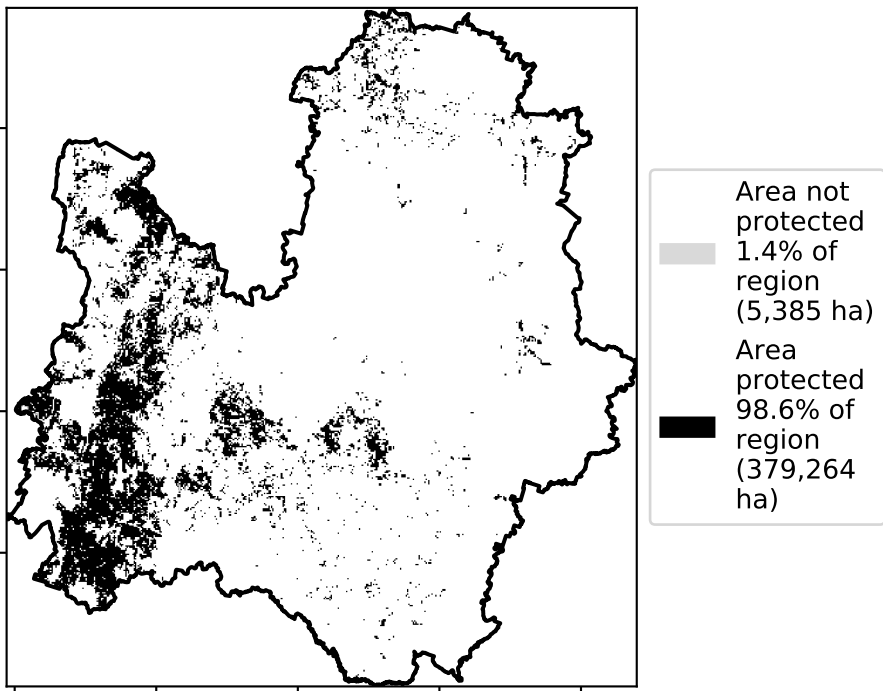 Area not
protected
1.4% of
region
(5,385 ha)
Area
protected
98.6% of
region
(379,264
ha)